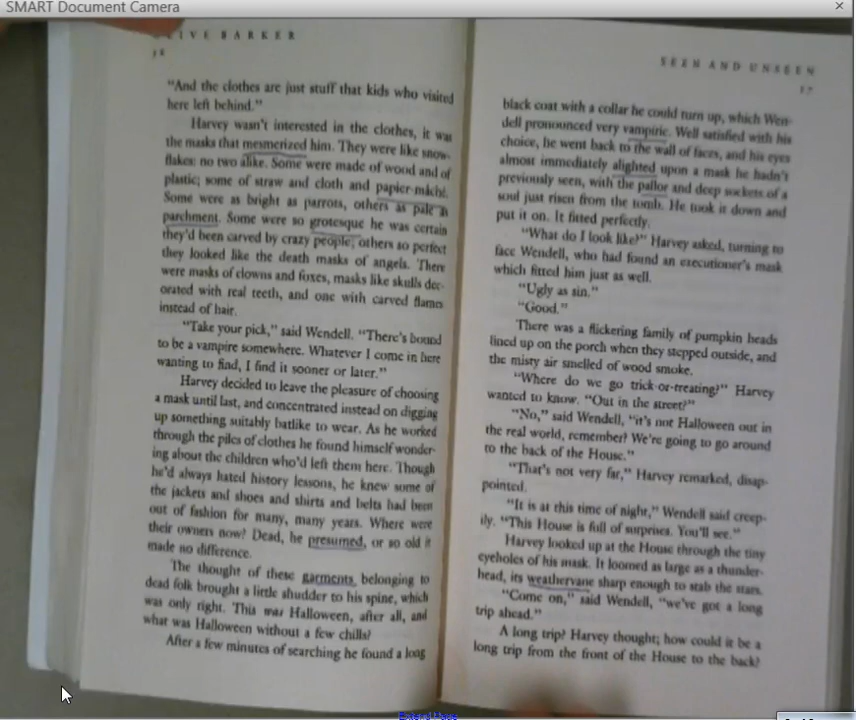 SMART Document Camera
IVE BARKER
"And the clothes are just stuff that kids who visited
here left behind."
Harvey wasn't interested in the clothes, it was
the masks that mesmerized him. They were like snow-
flakes: no two alike. Some were made of wood and of
plastic; some of straw and cloth and papier-mâché.
Some were as bright as parrots, others as pale as
parchment. Some were so grotesque he was certain
they'd been carved by crazy people; others so perfect
they looked like the death masks of angels. There
were masks of clowns and foxes, masks like skulls dec-
orated with real teeth, and one with carved flames
instead of hair.
"Take your pick," said Wendell. "There's bound
to be a vampire somewhere. Whatever I come in here
wanting to find, I find it sooner or later."
Harvey decided to leave the pleasure of choosing
a mask until last, and concentrated instead on digging
up something suitably batlike to wear. As he worked
through the piles of clothes he found himself wonder-
ing about the children who'd left them here. Though
he'd always hated history lessons, he knew some of
the jackets and shoes and shirts and belts had been
out of fashion for many, many years. Where were
their owners now? Dead, he presumed, or so old it
made no difference.
The thought of these garments belonging to
dead folk brought a little shudder to his spine, which
was only right. This was Halloween, after all, and
what was Halloween without a few chills?
After a few minutes of searching he found a long
SEEN AND UNSEEN
black coat with a collar he could turn up, which Wen-
dell pronounced very vampiric. Well satisfied with his
choice, he went back to the wall of faces, and his eyes
almost immediately alighted upon a mask he hadn't
previously seen, with the pallor and deep sockets of a
soul just risen from the tomb. He took it down and
put it on. It fitted perfectly.
"What do I look like?" Harvey asked, turning to
face Wendell, who had found an executioner's mask
which fitted him just as well.
"Ugly as sin."
"Good."
There was a flickering family of pumpkin heads
lined up on the porch when they stepped outside, and
the misty air smelled of wood smoke.
"Where do we go trick-or-treating?" Harvey
wanted to know. "Out in the street?"
"No," said Wendell, "it's not Halloween out in
the real world, remember? We're going to go around
to the back of the House."
"That's not very far," Harvey remarked, disap-
pointed.
"It is at this time of night," Wendell said creep-
ily. "This House is full of surprises. You'll see."
Harvey looked up at the House through the tiny
eyeholes of his mask. It loomed as large as a thunder-
head, its weathervane sharp enough to stab the stars.
"Come on," said Wendell, "we've got a long
trip ahead."
A long trip? Harvey thought; how could it be a
long trip from the front of the House to the back?
Extend Page